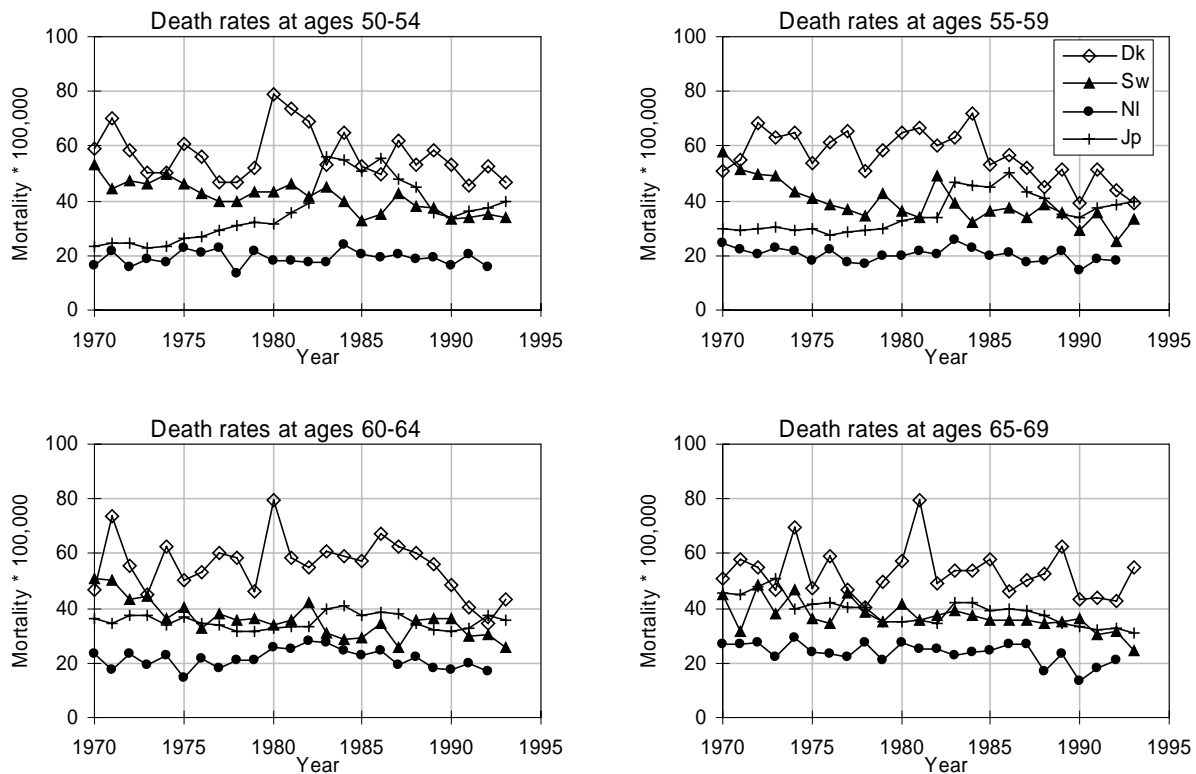 Death rates at ages 50-54
100
80
60
40
20
0
Mortality * 100,000
1970 1975 1980 1985 1990 1995
Year
Death rates at ages 55-59
100
80
60
40
20
0
Mortality * 100,000
Dk
Sw
Nl
Jp
1970 1975 1980 1985 1990 1995
Year
Death rates at ages 60-64
100
80
60
40
20
0
Mortality * 100,000
1970 1975 1980 1985 1990 1995
Year
Death rates at ages 65-69
100
80
60
40
20
0
Mortality * 100,000
1970 1975 1980 1985 1990 1995
Year